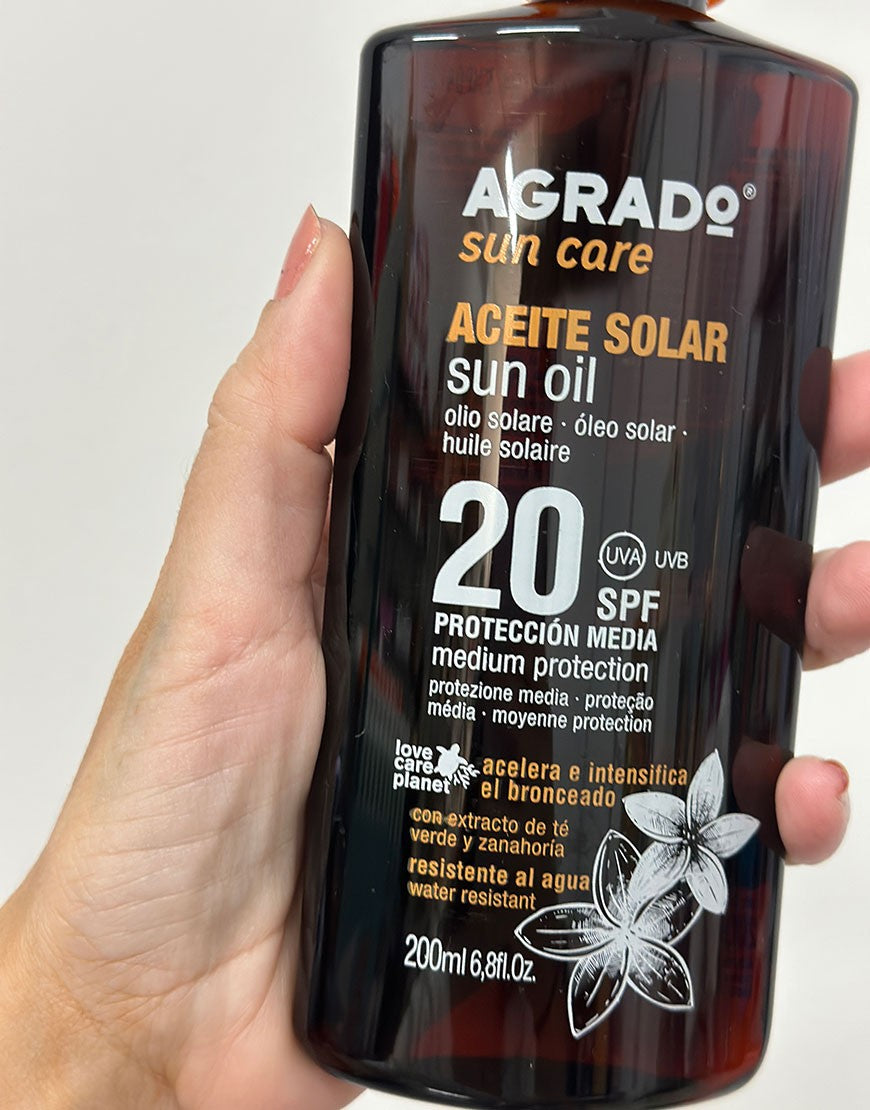 AGRADO®
sun care
ACEITE SOLAR
sun oil
olio solare · óleo solar ·
huile solaire
20
UVA UVB
SPF
PROTECCIÓN MEDIA
medium protection
protezione media · proteção
média · moyenne protection
love
care
planet
acelera e intensifica
el bronceado
con extracto de té
verde y zanahoría
resistente al agua
water resistant
200ml 6,8fl.Oz.